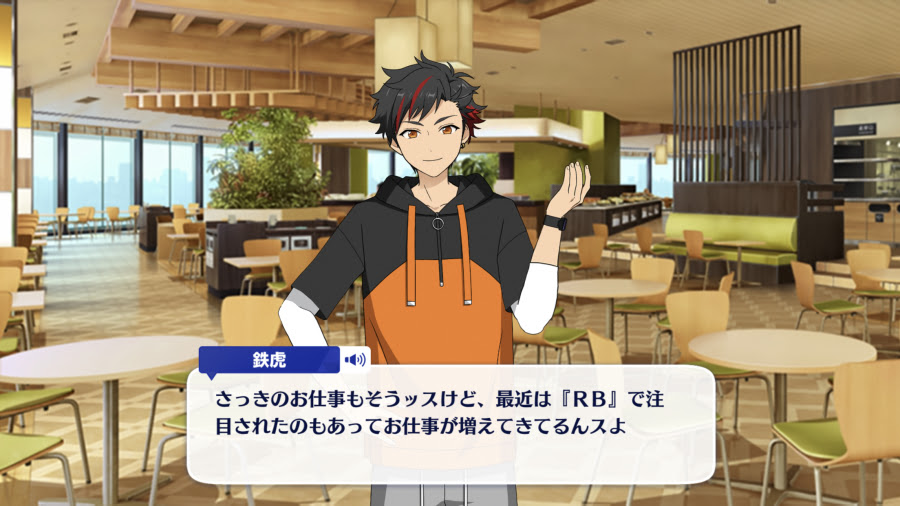 鉄虎
さっきのお仕事もそうッスけど、最近は『ＲＢ』で注
目されたのもあってお仕事が増えてきてるんスよ